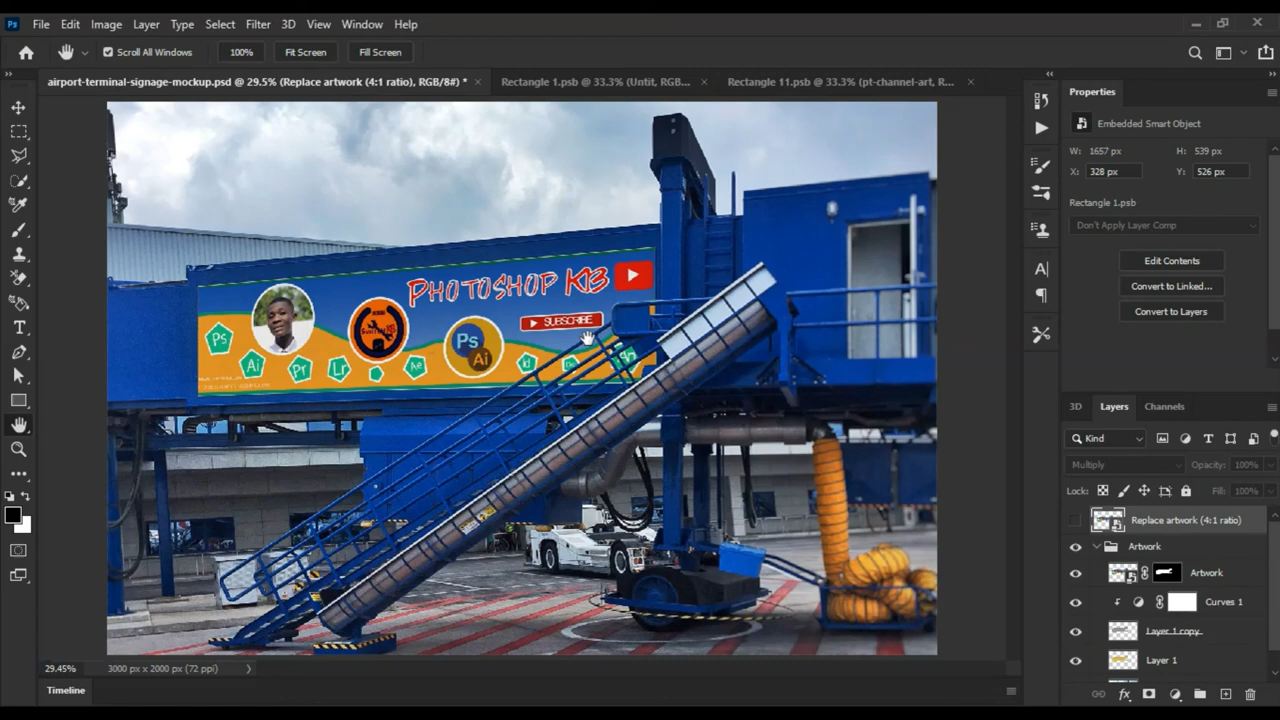 Ps File Edit Image Layer Type Select Filter 3D View Window Help
Scroll All Windows 100% Fit Screen Fill Screen
airport-terminal-signage-mockup.psd @ 29.5% (Replace artwork (4:1 ratio), RGB/8#) * Rectangle 1.psb @ 33.3% (Untit, RGB... Rectangle 11.psb @ 33.3% (pt-channel-art, R...
PHOTOSHOP K13
SUBSCRIBE
Ps
Ai
Pr
Lr
Ae
Ps
Ai
Id
Properties
Embedded Smart Object
W: 1657 px H: 539 px
X: 328 px Y: 526 px
Rectangle 1.psb
Don't Apply Layer Comp
Edit Contents
Convert to Linked...
Convert to Layers
3D Layers Channels
Kind
Multiply Opacity: 100%
Lock: Fill: 100%
Replace artwork (4:1 ratio)
Artwork
Artwork
Curves 1
Layer 1 copy
Layer 1
29.45% 3000 px x 2000 px (72 ppi)
Timeline